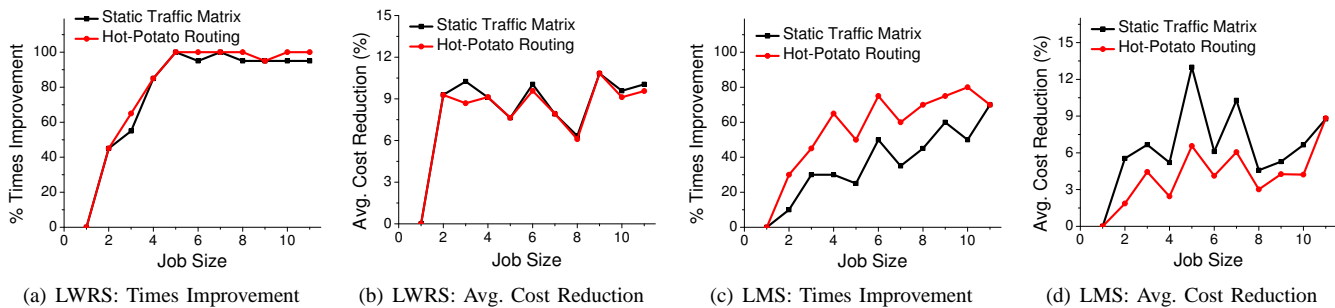 Static Traffic Matrix
Hot-Potato Routing
% Times Improvement
100
80
60
40
20
0
0 2 4 6 8 10
Job Size
(a) LWRS: Times Improvement
Static Traffic Matrix
Hot-Potato Routing
Avg. Cost Reduction (%)
15
12
9
6
3
0
0 2 4 6 8 10
Job Size
(b) LWRS: Avg. Cost Reduction
Static Traffic Matrix
Hot-Potato Routing
% Times Improvement
100
80
60
40
20
0
0 2 4 6 8 10
Job Size
(c) LMS: Times Improvement
Static Traffic Matrix
Hot-Potato Routing
Avg. Cost Reduction (%)
15
12
9
6
3
0
0 2 4 6 8 10
Job Size
(d) LMS: Avg. Cost Reduction